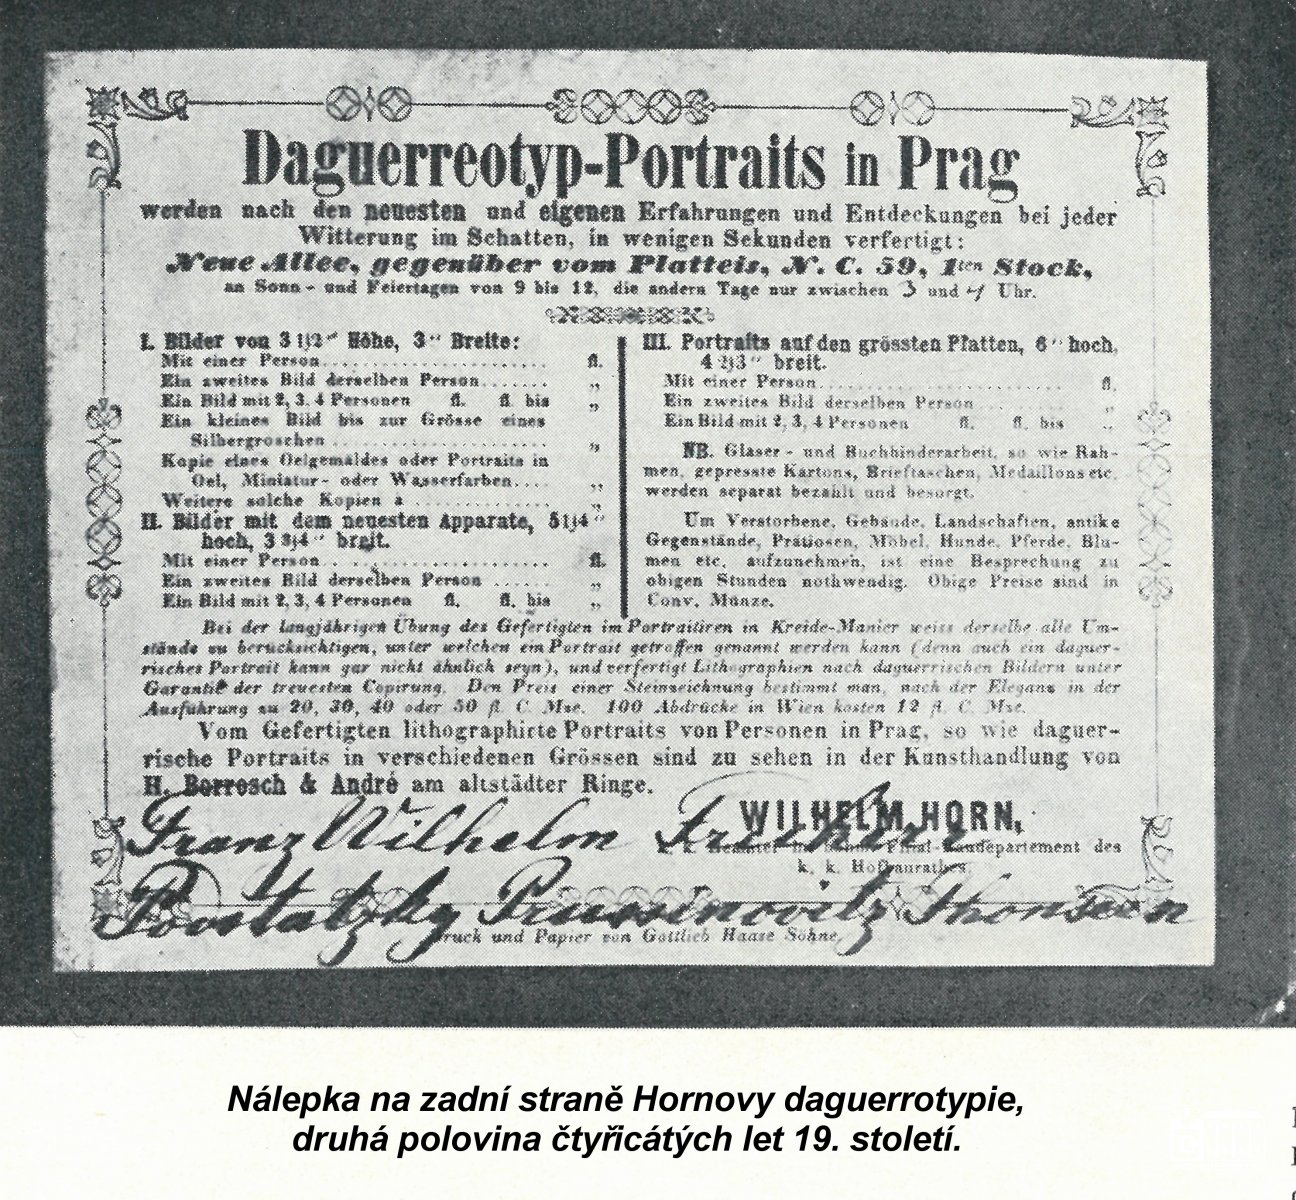 Daguerreotyp-Portraits in Prag
werden nach den neuesten und eigenen Erfahrungen und Entdeckungen bei jeder
Witterung im Schatten, in wenigen Sekunden verfertigt:
Neue Allee, gegenüber vom Platteis, N. C. 59, 1ten Stock,
an Sonn- und Feiertagen von 9 bis 12, die andern Tage nur zwischen 3 und 4 Uhr.
I. Bilder von 3 1|2" Höhe, 3" Breite:
Mit einer Person....................... fl.
Ein zweites Bild derselben Person....... „
Ein Bild mit 2, 3, 4 Personen fl. fl. bis „
Ein kleines Bild bis zur Grösse eines
Silbergroschen ....................... „
Kopie eines Oelgemäldes oder Portraits in
Oel, Miniatur- oder Wasserfarben.... „
Weitere solche Kopien a ............... „
II. Bilder mit dem neuesten Apparate, 5 1|4"
hoch, 3 3|4" breit.
Mit einer Person....................... fl.
Ein zweites Bild derselben Person ...... „
Ein Bild mit 2, 3, 4 Personen fl. fl. bis „
III. Portraits auf den grössten Platten, 6" hoch,
4 2|3" breit.
Mit einer Person......................... fl.
Ein zweites Bild derselben Person ........ „
Ein Bild mit 2, 3, 4 Personen fl. fl. bis „
NB. Glaser- und Buchbinderarbeit, so wie Rah-
men, gepresste Kartons, Brieftaschen, Medaillons etc.
werden separat bezahlt und besorgt.
Um Verstorbene, Gebäude, Landschaften, antike
Gegenstände, Prätiosen, Möbel, Hunde, Pferde, Blu-
men etc. aufzunehmen, ist eine Besprechung zu
obigen Stunden nothwendig. Obige Preise sind in
Conv. Münze.
Bei der langjährigen Übung des Gefertigten im Portraitiren in Kreide-Manier weiss derselbe alle Um-
stände zu berücksichtigen, unter welchen ein Portrait getroffen genannt werden kann (denn auch ein daguer-
risches Portrait kann gar nicht ähnlich seyn), und verfertigt Lithographien nach daguerrischen Bildern unter
Garantie der treuesten Copirung. Den Preis einer Steinzeichnung bestimmt man, nach der Eleganz in der
Ausführung zu 20, 30, 40 oder 50 fl. C. Mze. 100 Abdrücke in Wien kosten 12 fl. C. Mze.
Vom Gefertigten lithographirte Portraits von Personen in Prag, so wie daguer-
rische Portraits in verschiedenen Grössen sind zu sehen in der Kunsthandlung von
H. Borrosch & André am altstädter Ringe.
WILHELM HORN,
Franz Wilhelm
departement des
k. k. Hofbaurathes.
Thomsen
Druck und Papier von Gottlieb Haase Söhne.
Nálepka na zadní straně Hornovy daguerrotypie,
druhá polovina čtyřicátých let 19. století.